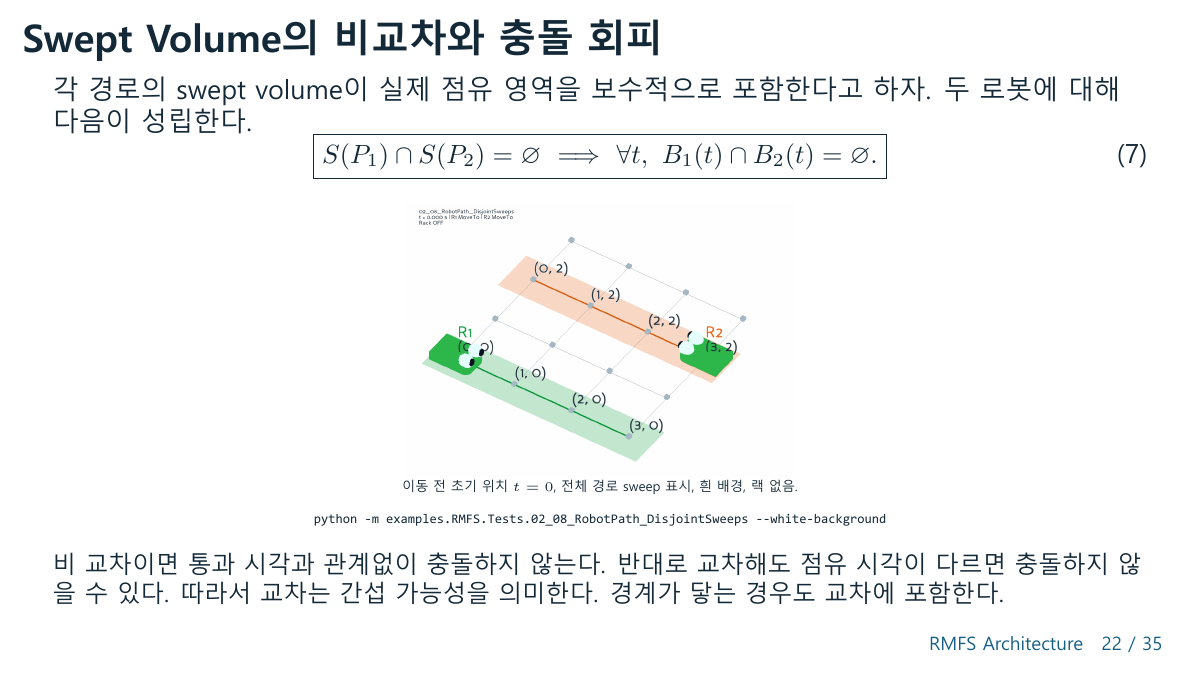 Swept Volume의 비교차와 충돌 회피
각 경로의 swept volume이 실제 점유 영역을 보수적으로 포함한다고 하자. 두 로봇에 대해
다음이 성립한다.
S(P₁) ∩ S(P₂) = ∅ ⟹ ∀t, B₁(t) ∩ B₂(t) = ∅.
(7)
02_08_RobotPath_DisjointSweeps
t = 0.000 s | R1 MoveTo | R2 MoveTo
Rack OFF
(0, 2)
(1, 2)
(2, 2)
R2
(3, 2)
R1
(1, 0)
(2, 0)
(3, 0)
이동 전 초기 위치 t = 0, 전체 경로 sweep 표시, 흰 배경, 랙 없음.
python -m examples.RMFS.Tests.02_08_RobotPath_DisjointSweeps --white-background
비 교차이면 통과 시각과 관계없이 충돌하지 않는다. 반대로 교차해도 점유 시각이 다르면 충돌하지 않
을 수 있다. 따라서 교차는 간섭 가능성을 의미한다. 경계가 닿는 경우도 교차에 포함한다.
RMFS Architecture 22 / 35